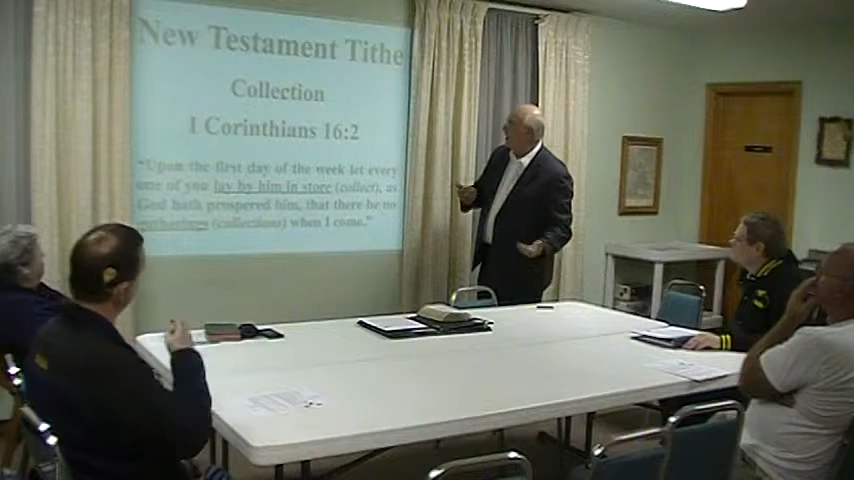 New Testament Tithe
Collection
I Corinthians 16:2
“Upon the first day of the week let every
one of you lay by him in store (collect), as
God hath prospered him, that there be no
gatherings (collections) when I come.”